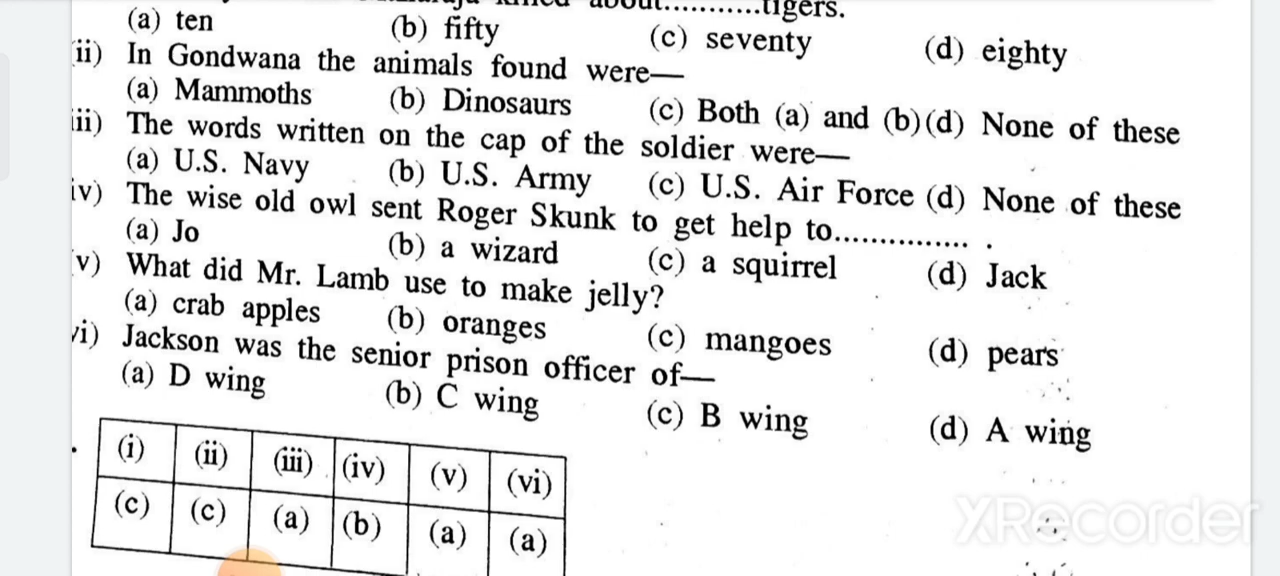 about..............tigers.
(a) ten (b) fifty (c) seventy (d) eighty
ii) In Gondwana the animals found were—
(a) Mammoths (b) Dinosaurs (c) Both (a) and (b) (d) None of these
iii) The words written on the cap of the soldier were—
(a) U.S. Navy (b) U.S. Army (c) U.S. Air Force (d) None of these
iv) The wise old owl sent Roger Skunk to get help to............... .
(a) Jo (b) a wizard (c) a squirrel (d) Jack
v) What did Mr. Lamb use to make jelly?
(a) crab apples (b) oranges (c) mangoes (d) pears
vi) Jackson was the senior prison officer of—
(a) D wing (b) C wing (c) B wing (d) A wing
(i) (ii) (iii) (iv) (v) (vi)
(c) (c) (a) (b) (a) (a)
XRecorder